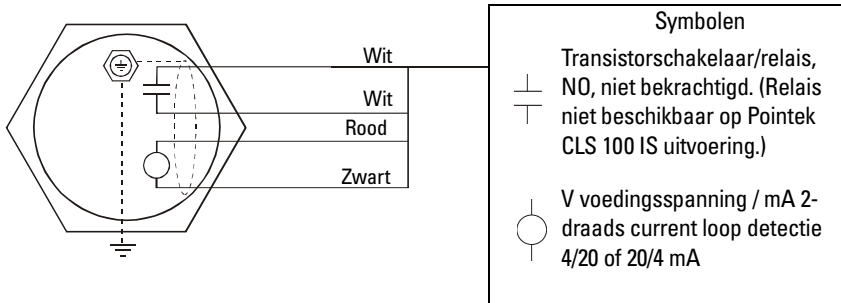 Wit
Wit
Rood
Zwart
Symbolen
Transistorschakelaar/relais,
NO, niet bekrachtigd. (Relais
niet beschikbaar op Pointek
CLS 100 IS uitvoering.)
V voedingsspanning / mA 2-
draads current loop detectie
4/20 of 20/4 mA